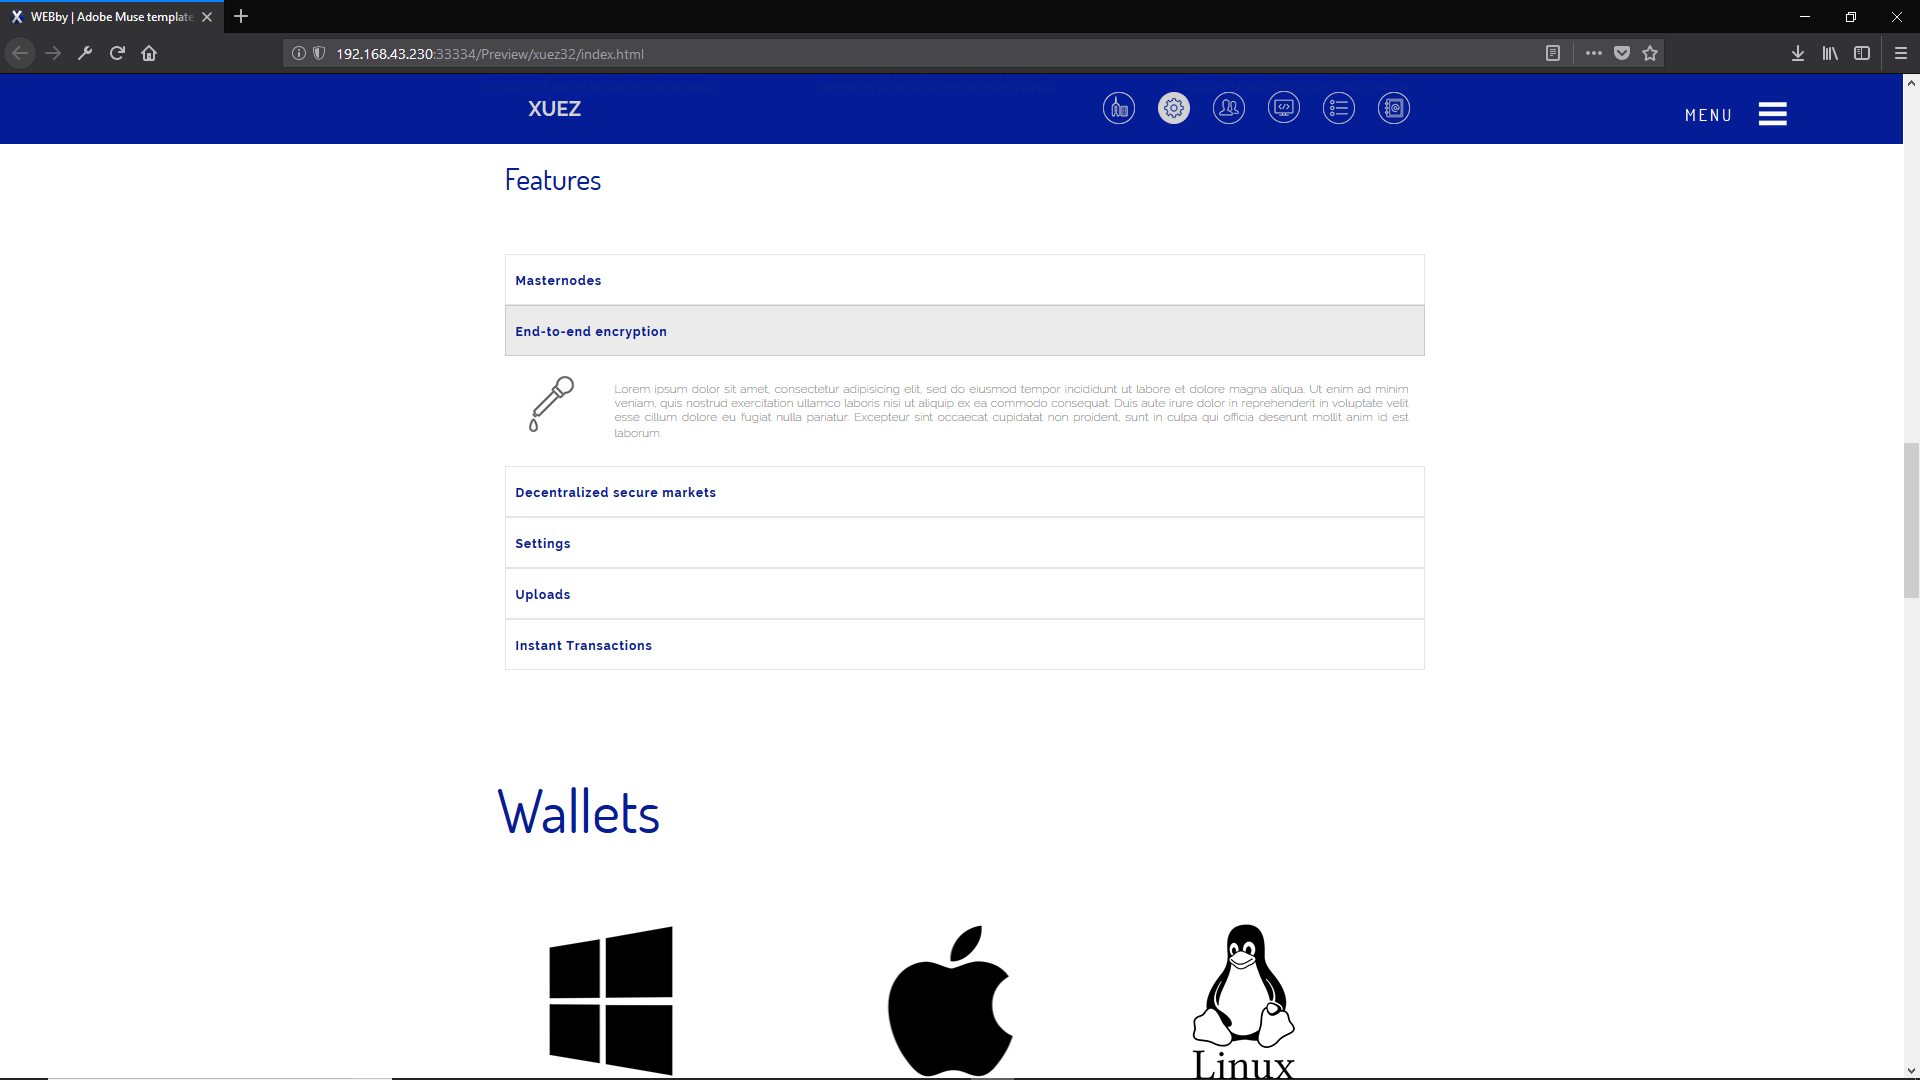 WEBby | Adobe Muse template
192.168.43.230:33334/Preview/xuez32/index.html
XUEZ
MENU
Features
Masternodes
End-to-end encryption
Lorem ipsum dolor sit amet, consectetur adipisicing elit, sed do eiusmod tempor incididunt ut labore et dolore magna aliqua. Ut enim ad minim
veniam, quis nostrud exercitation ullamco laboris nisi ut aliquip ex ea commodo consequat. Duis aute irure dolor in reprehenderit in voluptate velit
esse cillum dolore eu fugiat nulla pariatur. Excepteur sint occaecat cupidatat non proident, sunt in culpa qui officia deserunt mollit anim id est
laborum.
Decentralized secure markets
Settings
Uploads
Instant Transactions
Wallets
Linux